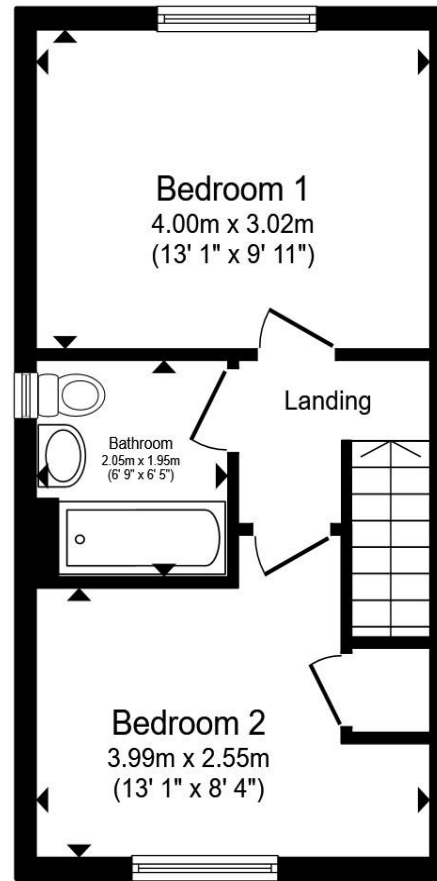 Bedroom 1
4.00m x 3.02m
(13' 1" x 9' 11")
Landing
Bathroom
2.05m x 1.95m
(6' 9" x 6' 5")
Bedroom 2
3.99m x 2.55m
(13' 1" x 8' 4")